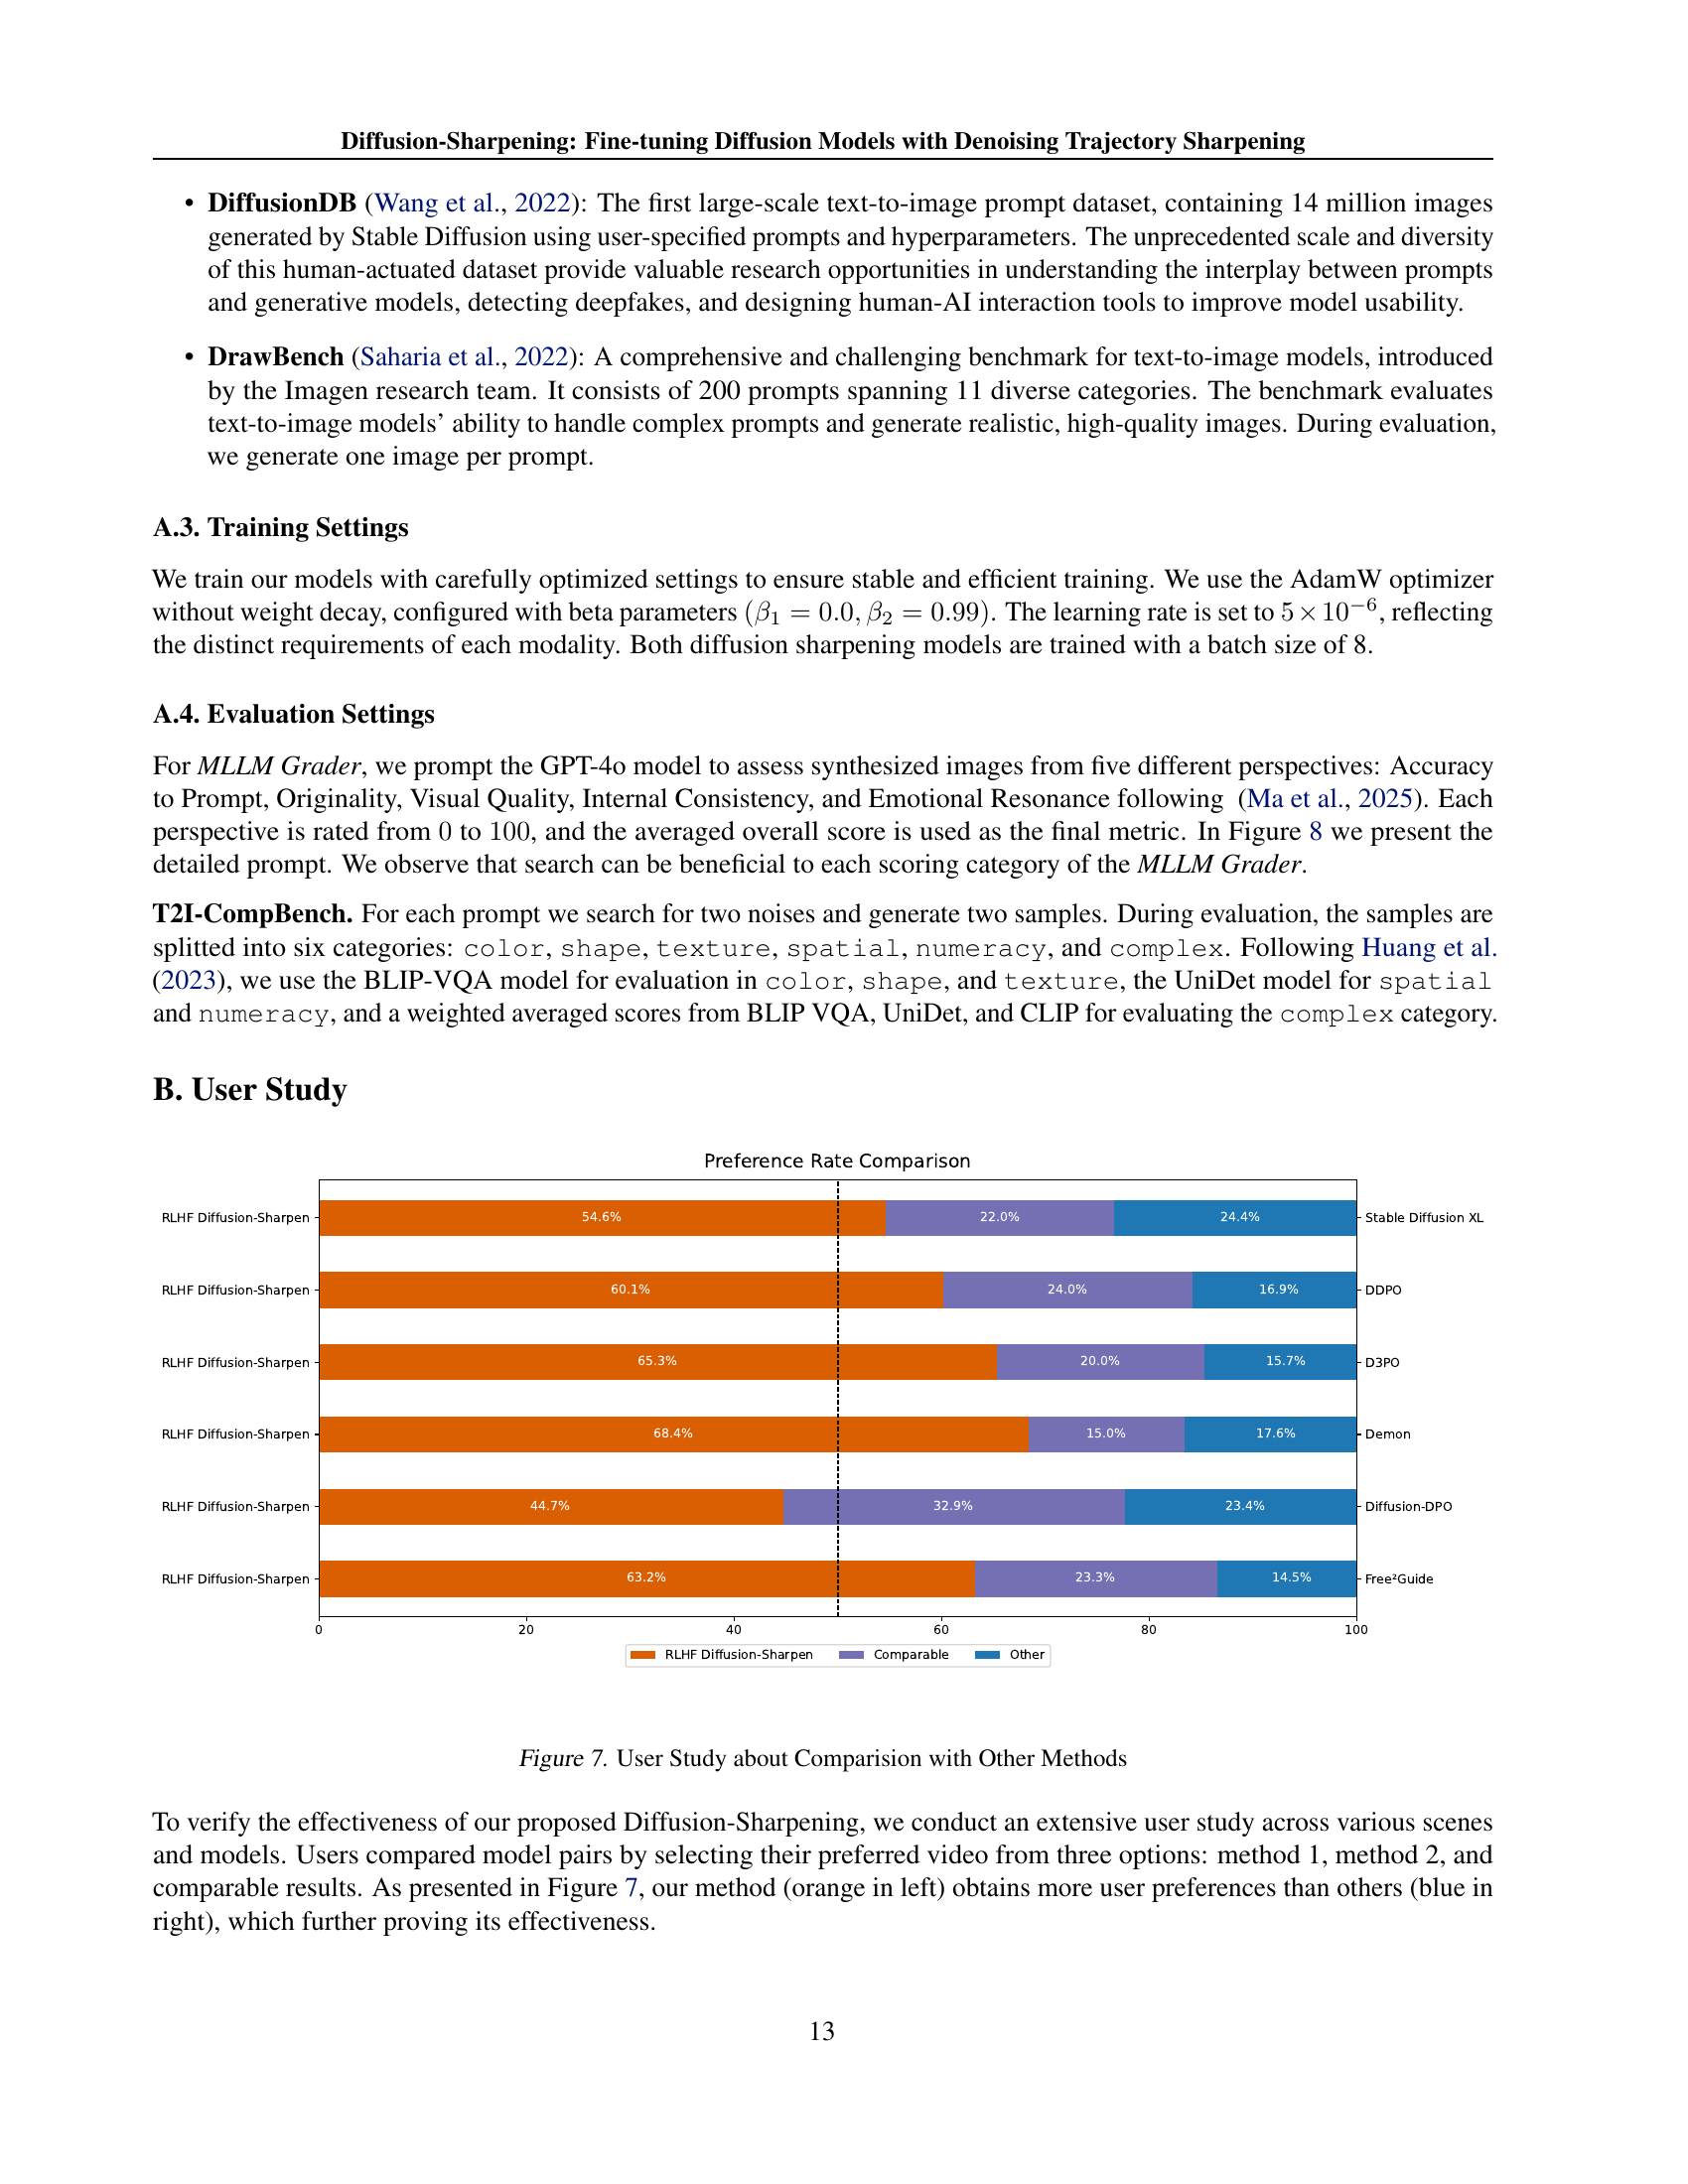 Diffusion-Sharpening: Fine-tuning Diffusion Models with Denoising Trajectory Sharpening
• DiffusionDB (Wang et al., 2022): The first large-scale text-to-image prompt dataset, containing 14 million images
generated by Stable Diffusion using user-specified prompts and hyperparameters. The unprecedented scale and diversity
of this human-actuated dataset provide valuable research opportunities in understanding the interplay between prompts
and generative models, detecting deepfakes, and designing human-AI interaction tools to improve model usability.
• DrawBench (Saharia et al., 2022): A comprehensive and challenging benchmark for text-to-image models, introduced
by the Imagen research team. It consists of 200 prompts spanning 11 diverse categories. The benchmark evaluates
text-to-image models’ ability to handle complex prompts and generate realistic, high-quality images. During evaluation,
we generate one image per prompt.
A.3. Training Settings
We train our models with carefully optimized settings to ensure stable and efficient training. We use the AdamW optimizer
without weight decay, configured with beta parameters (β₁ = 0.0, β₂ = 0.99). The learning rate is set to 5 × 10⁻⁶, reflecting
the distinct requirements of each modality. Both diffusion sharpening models are trained with a batch size of 8.
A.4. Evaluation Settings
For MLLM Grader, we prompt the GPT-4o model to assess synthesized images from five different perspectives: Accuracy
to Prompt, Originality, Visual Quality, Internal Consistency, and Emotional Resonance following (Ma et al., 2025). Each
perspective is rated from 0 to 100, and the averaged overall score is used as the final metric. In Figure 8 we present the
detailed prompt. We observe that search can be beneficial to each scoring category of the MLLM Grader.
T2I-CompBench. For each prompt we search for two noises and generate two samples. During evaluation, the samples are
splitted into six categories: color, shape, texture, spatial, numeracy, and complex. Following Huang et al.
(2023), we use the BLIP-VQA model for evaluation in color, shape, and texture, the UniDet model for spatial
and numeracy, and a weighted averaged scores from BLIP VQA, UniDet, and CLIP for evaluating the complex category.
B. User Study
Preference Rate Comparison
RLHF Diffusion-Sharpen 54.6% 22.0% 24.4% Stable Diffusion XL
RLHF Diffusion-Sharpen 60.1% 24.0% 16.9% DDPO
RLHF Diffusion-Sharpen 65.3% 20.0% 15.7% D3PO
RLHF Diffusion-Sharpen 68.4% 15.0% 17.6% Demon
RLHF Diffusion-Sharpen 44.7% 32.9% 23.4% Diffusion-DPO
RLHF Diffusion-Sharpen 63.2% 23.3% 14.5% Free²Guide
0 20 40 60 80 100
RLHF Diffusion-Sharpen Comparable Other
Figure 7. User Study about Comparision with Other Methods
To verify the effectiveness of our proposed Diffusion-Sharpening, we conduct an extensive user study across various scenes
and models. Users compared model pairs by selecting their preferred video from three options: method 1, method 2, and
comparable results. As presented in Figure 7, our method (orange in left) obtains more user preferences than others (blue in
right), which further proving its effectiveness.
13